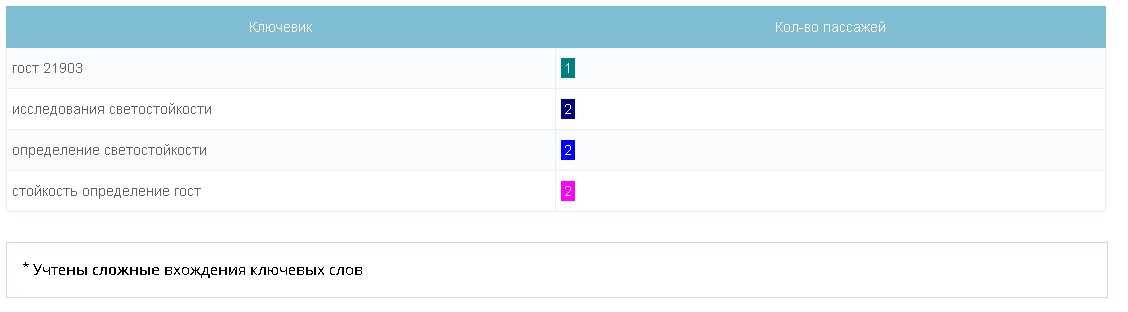 Ключевик Кол-во пассажей
гост 21903 1
исследования светостойкости 2
определение светостойкости 2
стойкость определение гост 2
* Учтены сложные вхождения ключевых слов